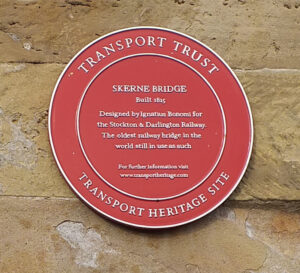 TRANSPORT TRUST
SKERNE BRIDGE
Built 1825
Designed by Ignatius Bonomi for
the Stockton & Darlington Railway.
The oldest railway bridge in the
world still in use as such
For further information visit
www.transportheritage.com
TRANSPORT HERITAGE SITE